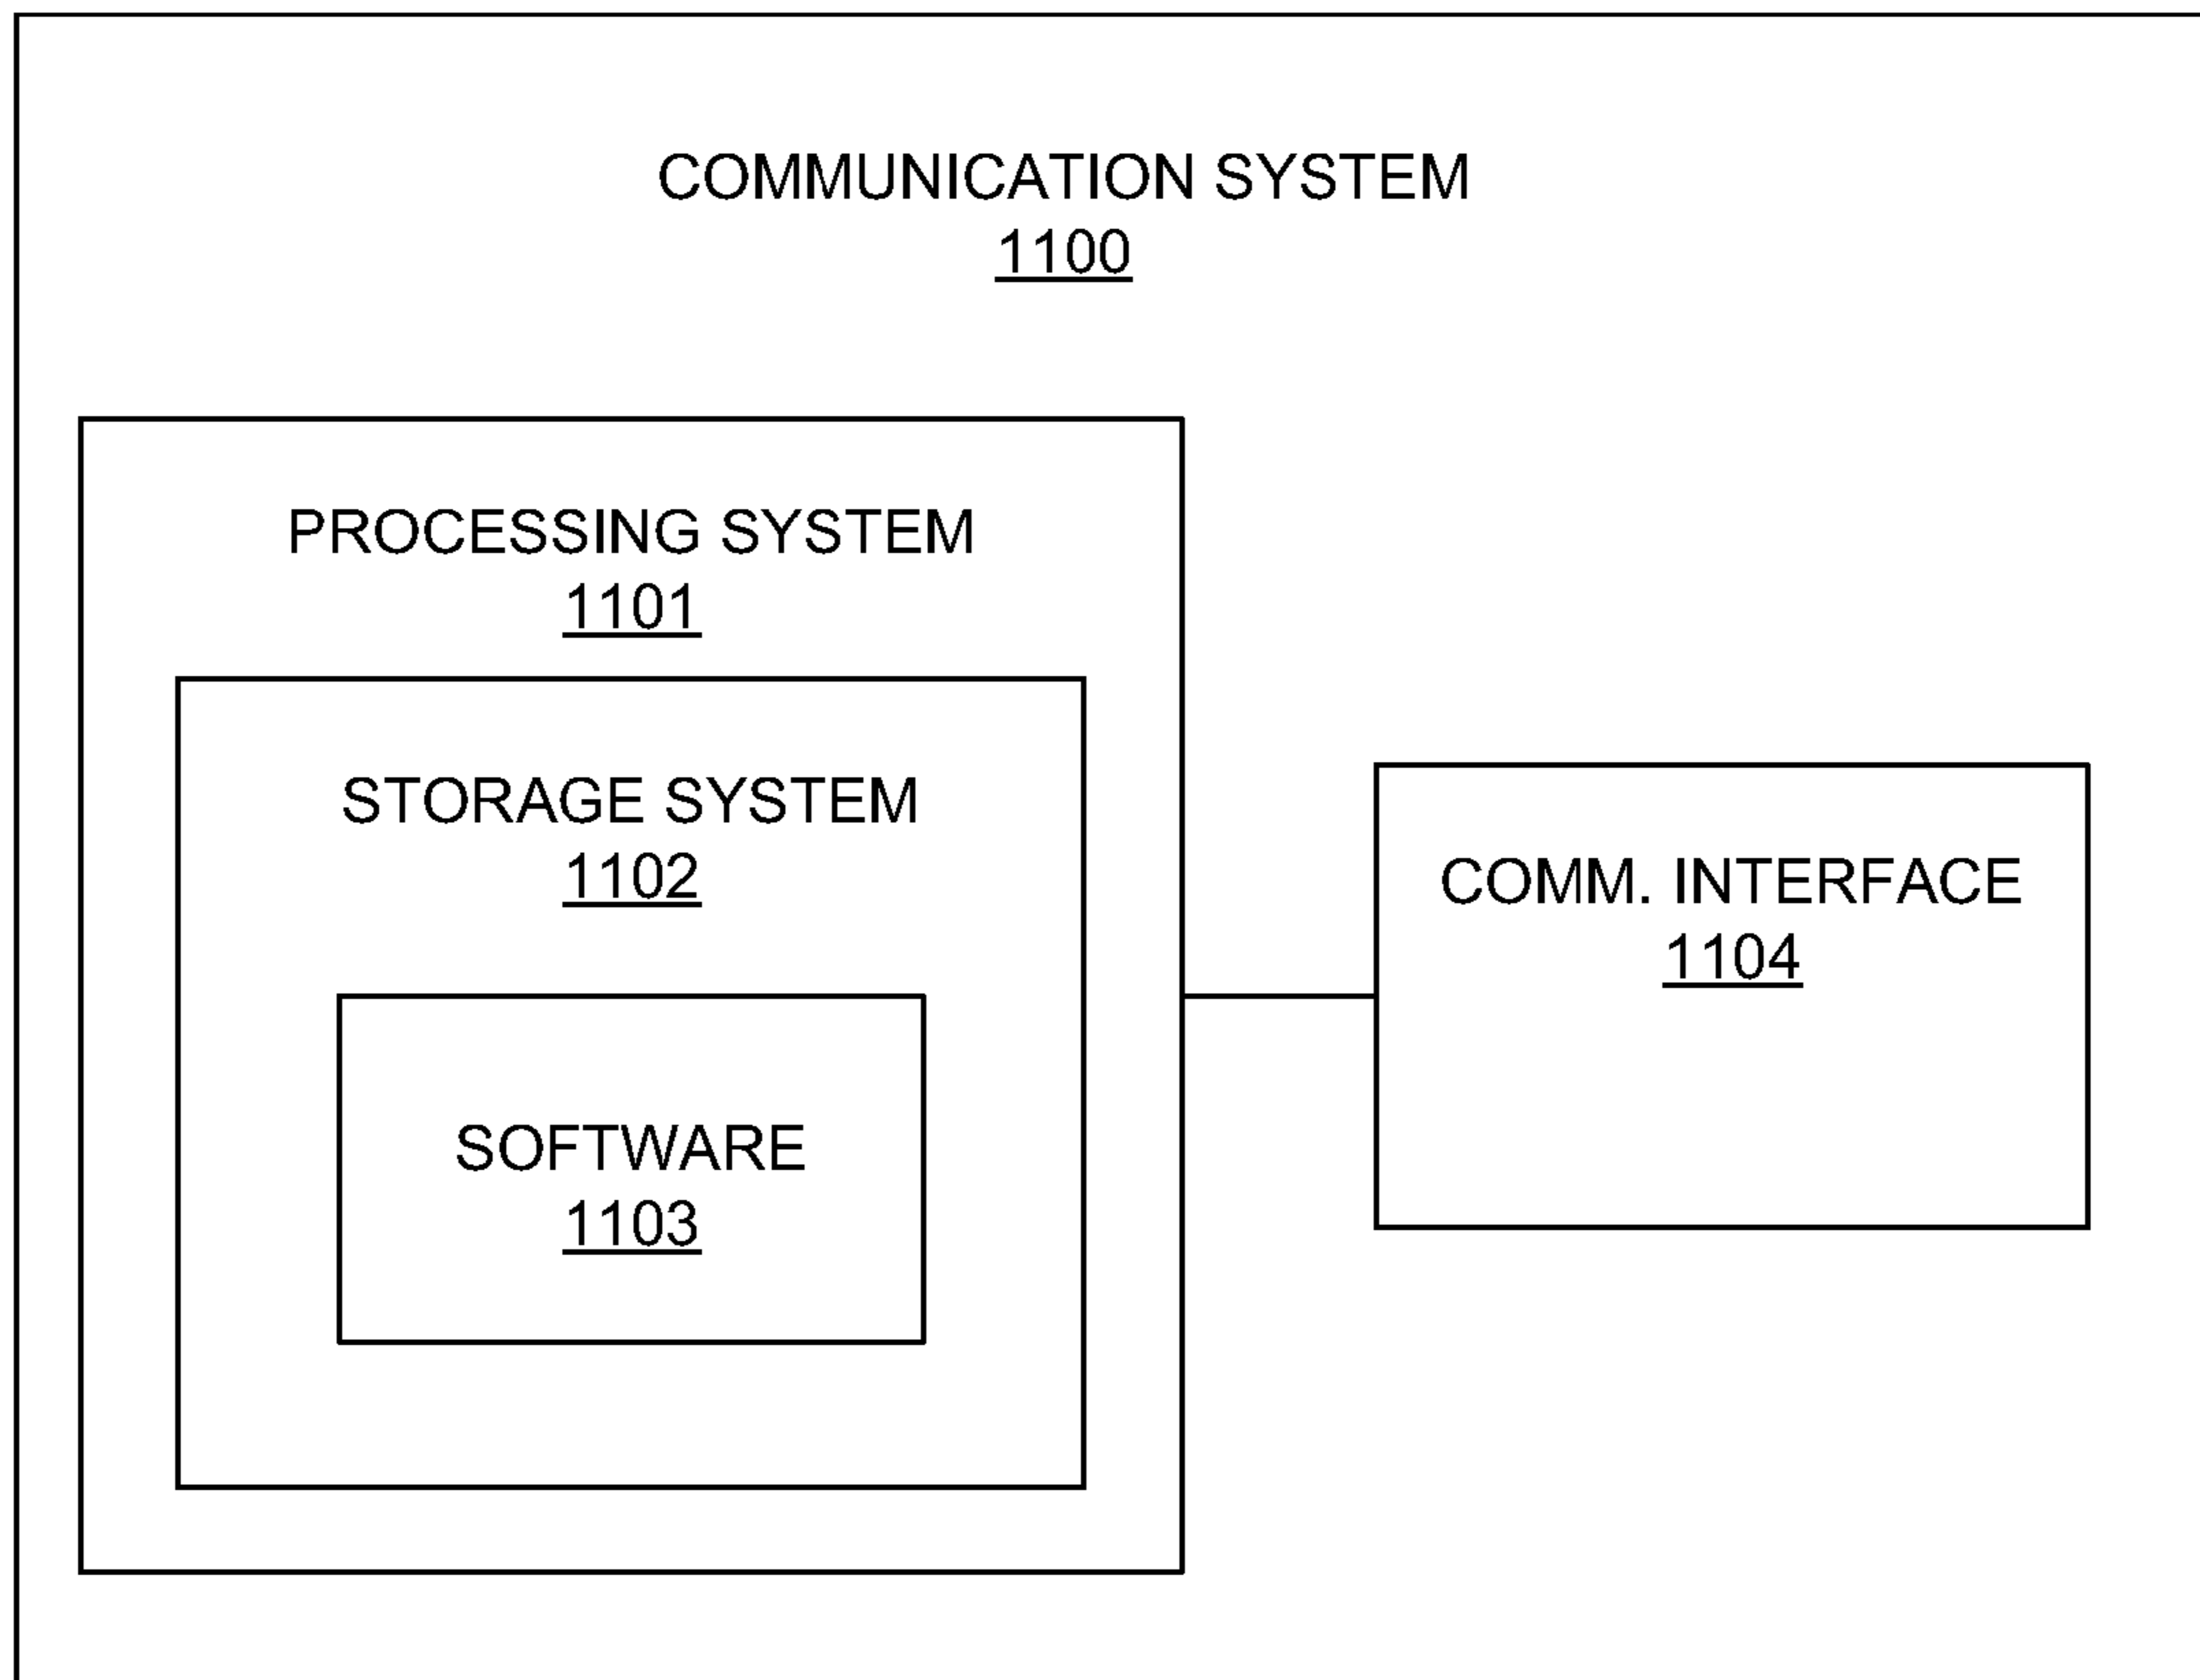 COMMUNICATION SYSTEM
1100
PROCESSING SYSTEM
1101
STORAGE SYSTEM
1102
SOFTWARE
1103
COMM. INTERFACE
1104